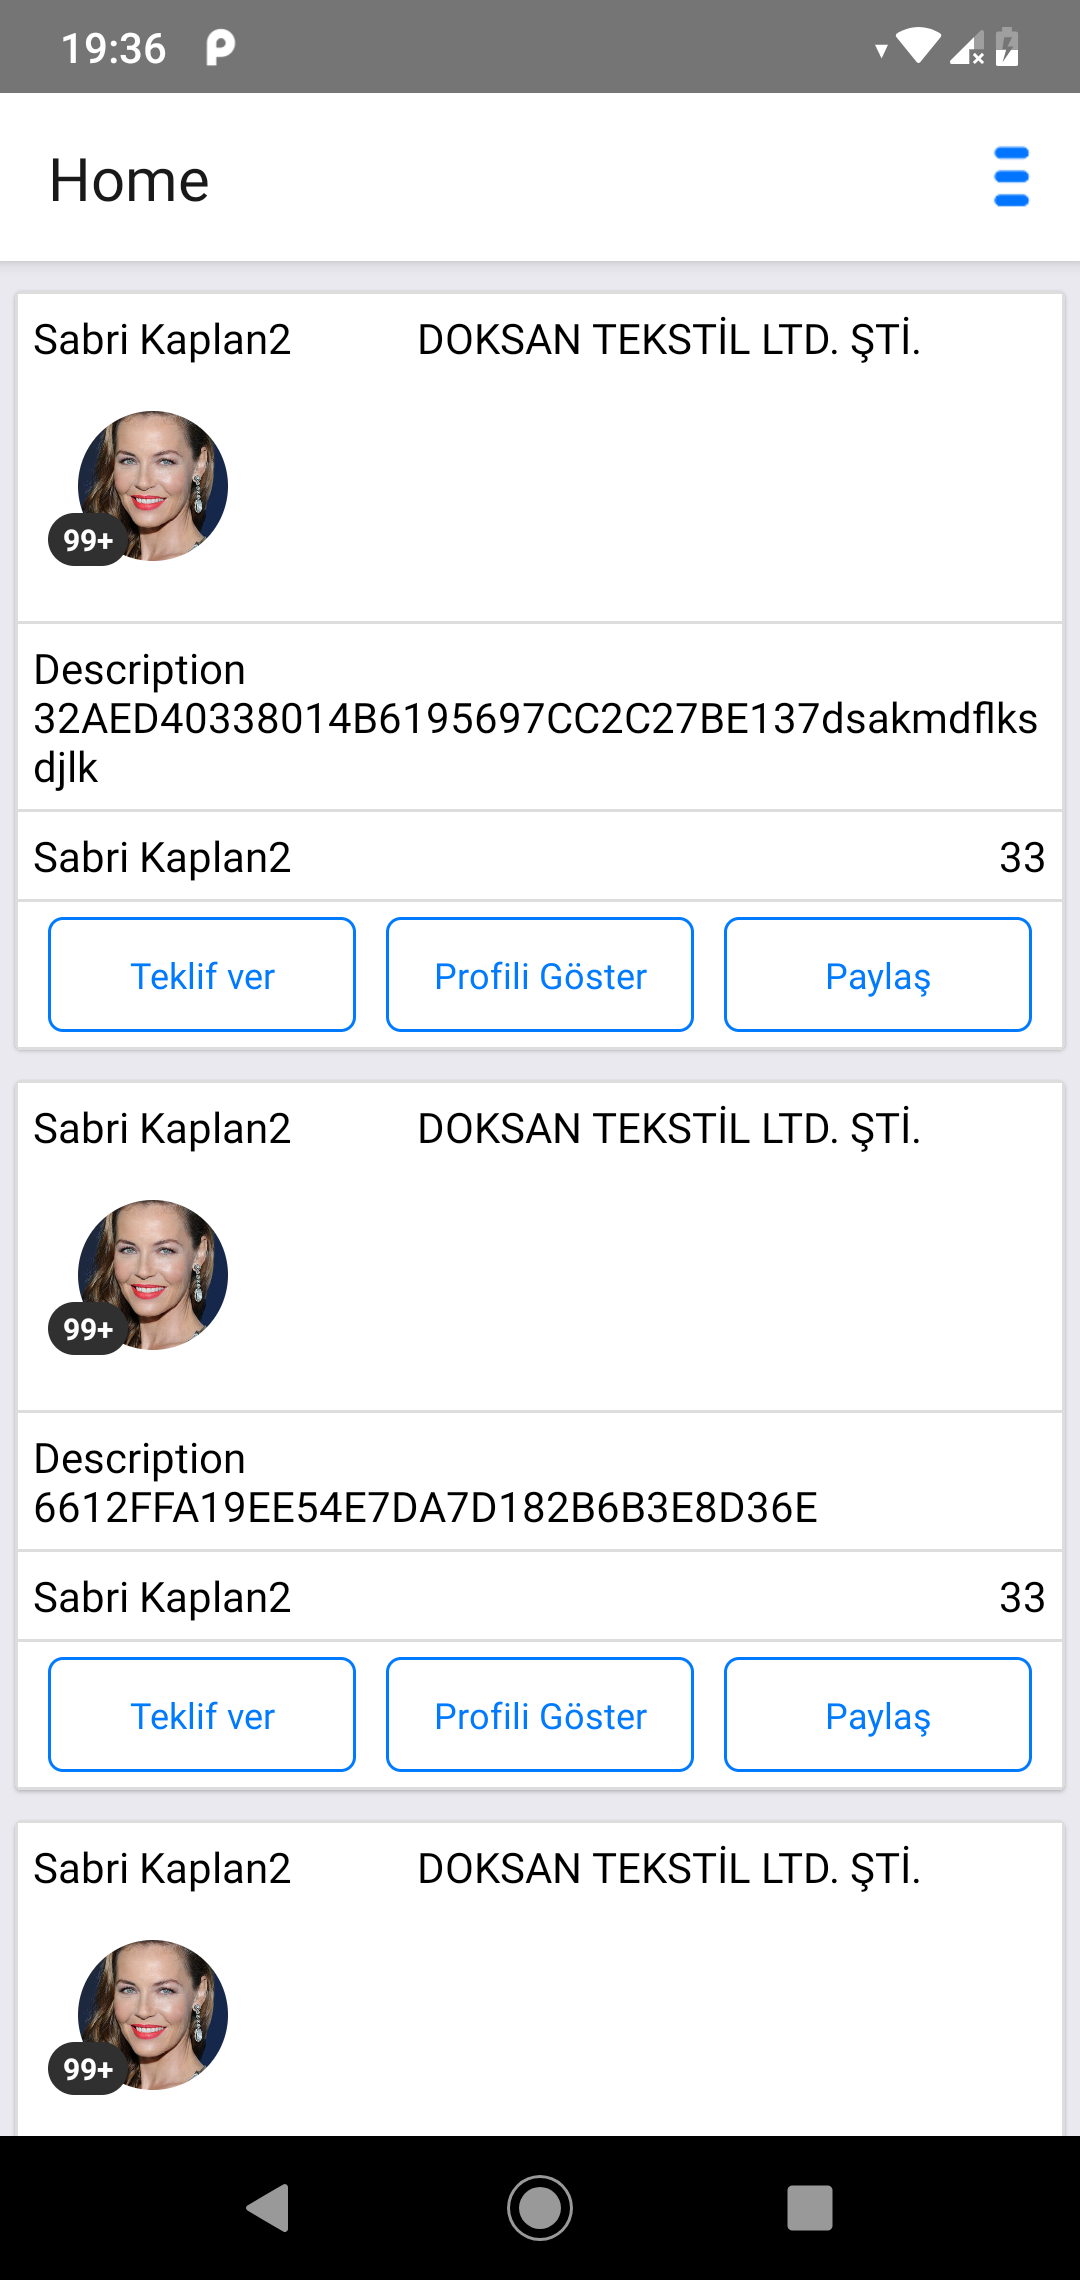 19:36
Home
Sabri Kaplan2 DOKSAN TEKSTİL LTD. ŞTİ.
99+
Description
32AED40338014B6195697CC2C27BE137dsakmdflks
djlk
Sabri Kaplan2 33
Teklif ver Profili Göster Paylaş
Sabri Kaplan2 DOKSAN TEKSTİL LTD. ŞTİ.
99+
Description
6612FFA19EE54E7DA7D182B6B3E8D36E
Sabri Kaplan2 33
Teklif ver Profili Göster Paylaş
Sabri Kaplan2 DOKSAN TEKSTİL LTD. ŞTİ.
99+